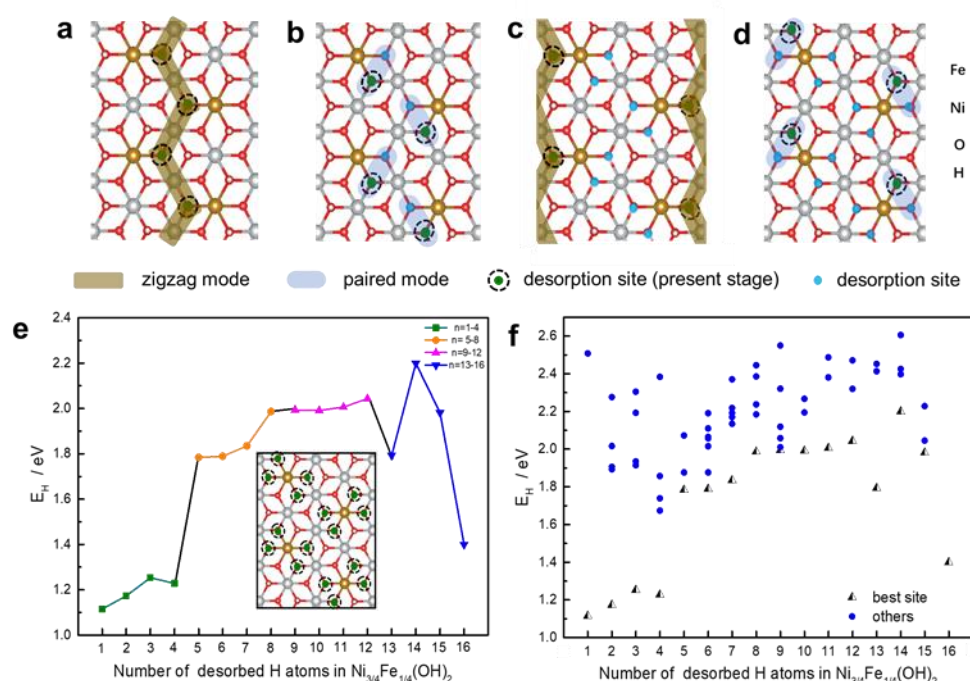 a
b
c
d
Fe
Ni
O
H
zigzag mode
paired mode
desorption site (present stage)
desorption site
e
2.4
2.2
2.0
1.8
1.6
1.4
1.2
1.0
E_H / eV
n=1-4
n= 5-8
n=9-12
n=13-16
1 2 3 4 5 6 7 8 9 10 11 12 13 14 15 16
Number of desorbed H atoms in Ni3/4Fe1/4(OH)2
f
2.6
2.4
2.2
2.0
1.8
1.6
1.4
1.2
1.0
E_H / eV
best site
others
1 2 3 4 5 6 7 8 9 10 11 12 13 14 15 16
Number of desorbed H atoms in Ni3/4Fe1/4(OH)2